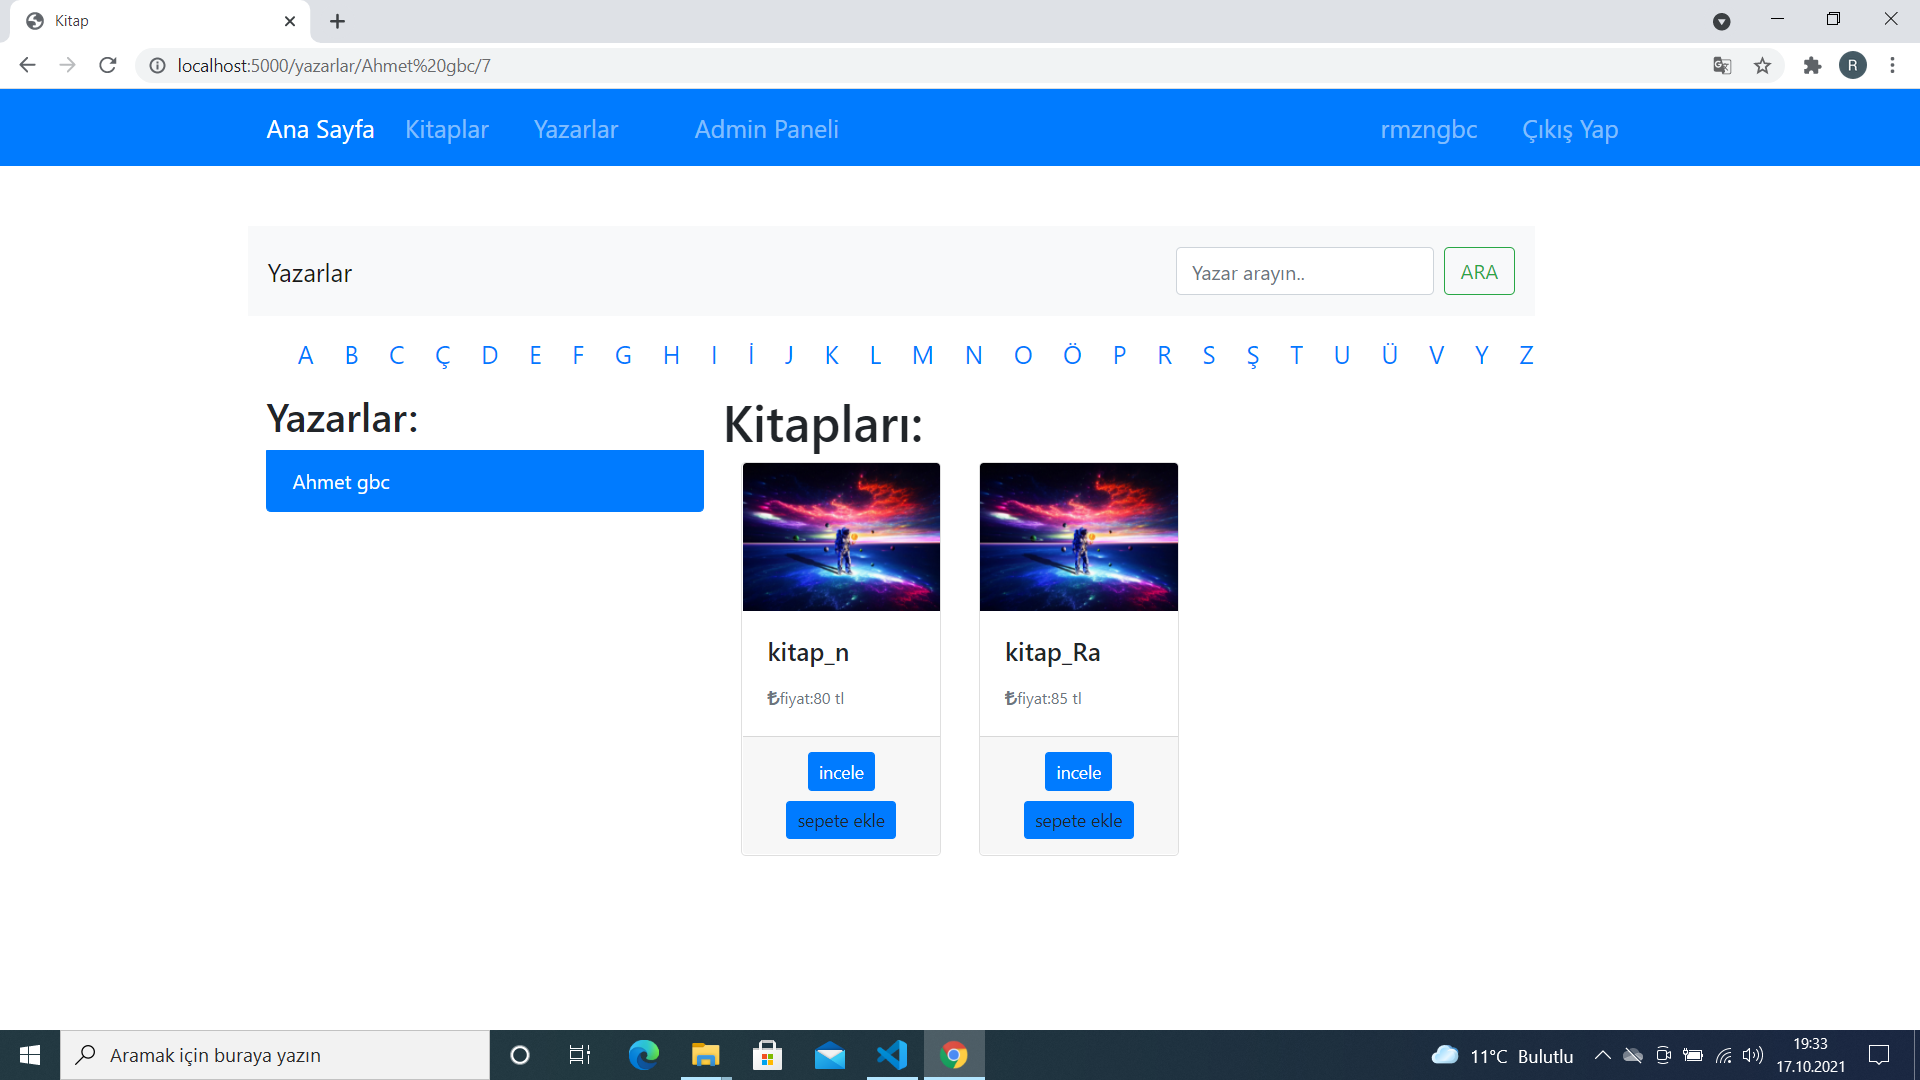 Kitap
localhost:5000/yazarlar/Ahmet%20gbc/7
R
Ana Sayfa Kitaplar Yazarlar Admin Paneli rmzngbc Çıkış Yap
Yazarlar
Yazar arayın..
ARA
A B C Ç D E F G H I İ J K L M N O Ö P R S Ş T U Ü V Y Z
Yazarlar:
Ahmet gbc
Kitapları:
kitap_n
₺fiyat:80 tl
incele
sepete ekle
kitap_Ra
₺fiyat:85 tl
incele
sepete ekle
Aramak için buraya yazın
11°C Bulutlu
19:33
17.10.2021